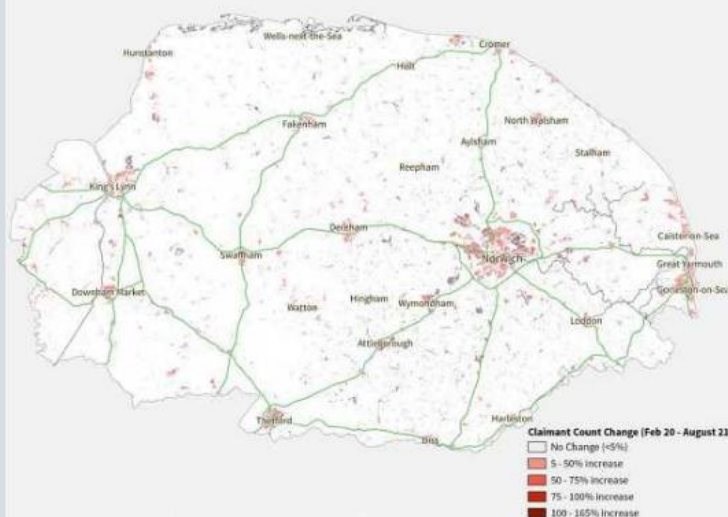 Wells-next-the-Sea
Cromer
Hunstanton
Holt
North Walsham
Fakenham
Aylsham
Stalham
Reepham
King's Lynn
Dereham
Caister-on-Sea
Swaffham
Norwich
Great Yarmouth
Gorleston-on-Sea
Downham Market
Hingham
Wymondham
Watton
Loddon
Attleborough
Thetford
Harleston
Diss
Claimant Count Change (Feb 20 - August 21
No Change (<5%)
5 - 50% increase
50 - 75% increase
75 - 100% increase
100 - 165% increase